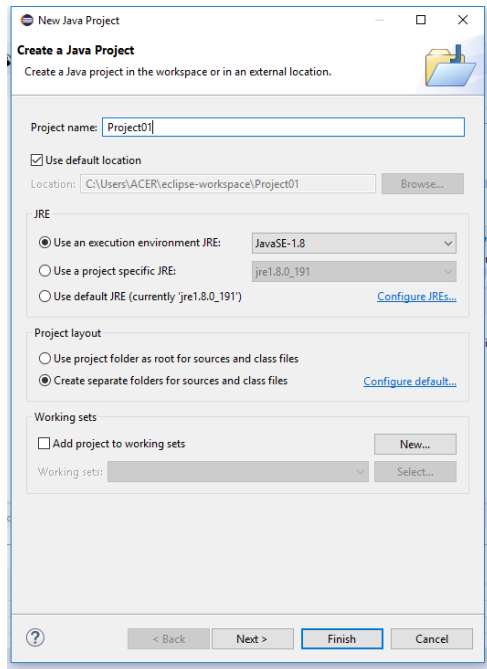 New Java Project
Create a Java Project
Create a Java project in the workspace or in an external location.
Project name: Project01
Use default location
Location: C:\Users\ACER\eclipse-workspace\Project01 Browse...
JRE
Use an execution environment JRE: JavaSE-1.8
Use a project specific JRE: jre1.8.0_191
Use default JRE (currently 'jre1.8.0_191') Configure JREs...
Project layout
Use project folder as root for sources and class files
Create separate folders for sources and class files Configure default...
Working sets
Add project to working sets New...
Working sets: Select...
? < Back Next > Finish Cancel